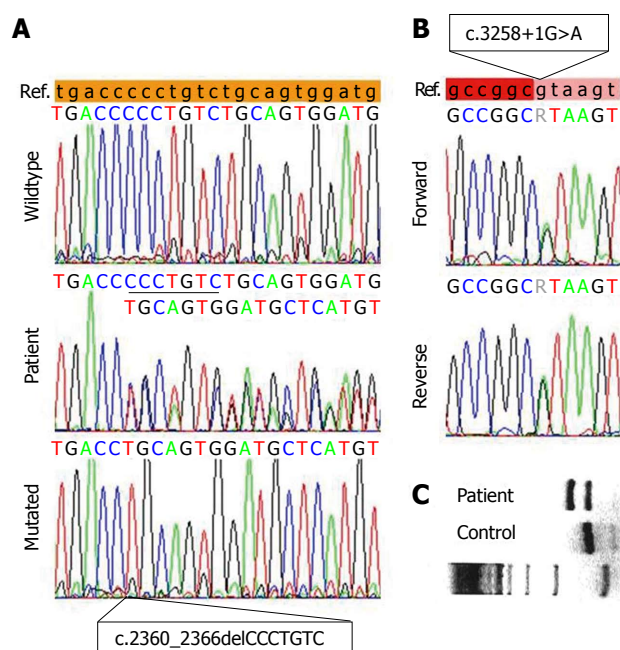 A
Ref. tgaccccctgtctgcagtggatg
TGACCCCCTGTCTGCAGTGGATG
Wildtype
TGACCCCCTGTCTGCAGTGGATG
TGCAGTGGATGCTCATGT
Patient
TGACCTGCAGTGGATGCTCATGT
Mutated
c.2360_2366delCCCTGTC
B
c.3258+1G>A
Ref. gccggcgtaagt
GCCGGCRTAAGT
Forward
GCCGGCRTAAGT
Reverse
C
Patient
Control